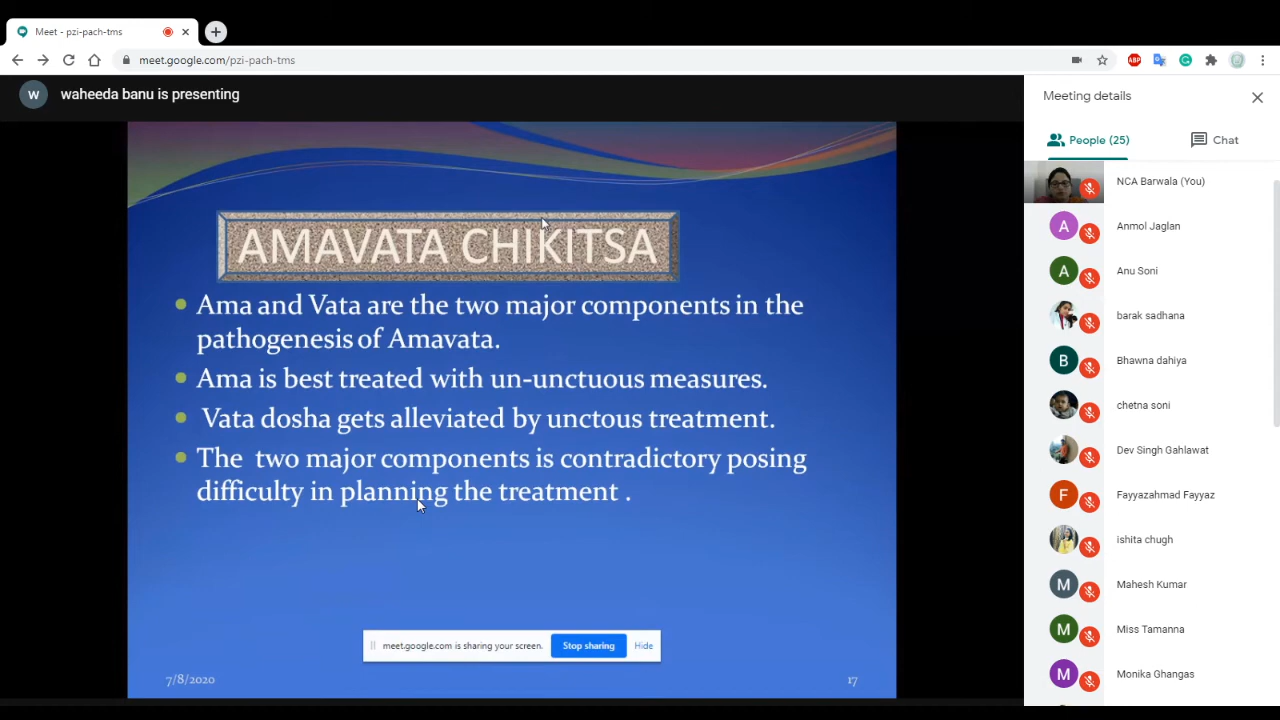 Meet - pzi-pach-tms
meet.google.com/pzi-pach-tms
ABP
W
waheeda banu is presenting
Meeting details
People (25)
Chat
AMAVATA CHIKITSA
Ama and Vata are the two major components in the
pathogenesis of Amavata.
Ama is best treated with un-unctuous measures.
Vata dosha gets alleviated by unctous treatment.
The two major components is contradictory posing
difficulty in planning the treatment .
meet.google.com is sharing your screen.
Stop sharing
Hide
7/8/2020
17
NCA Barwala (You)
A
Anmol Jaglan
A
Anu Soni
barak sadhana
B
Bhawna dahiya
chetna soni
Dev Singh Gahlawat
F
Fayyazahmad Fayyaz
ishita chugh
M
Mahesh Kumar
M
Miss Tamanna
M
Monika Ghangas